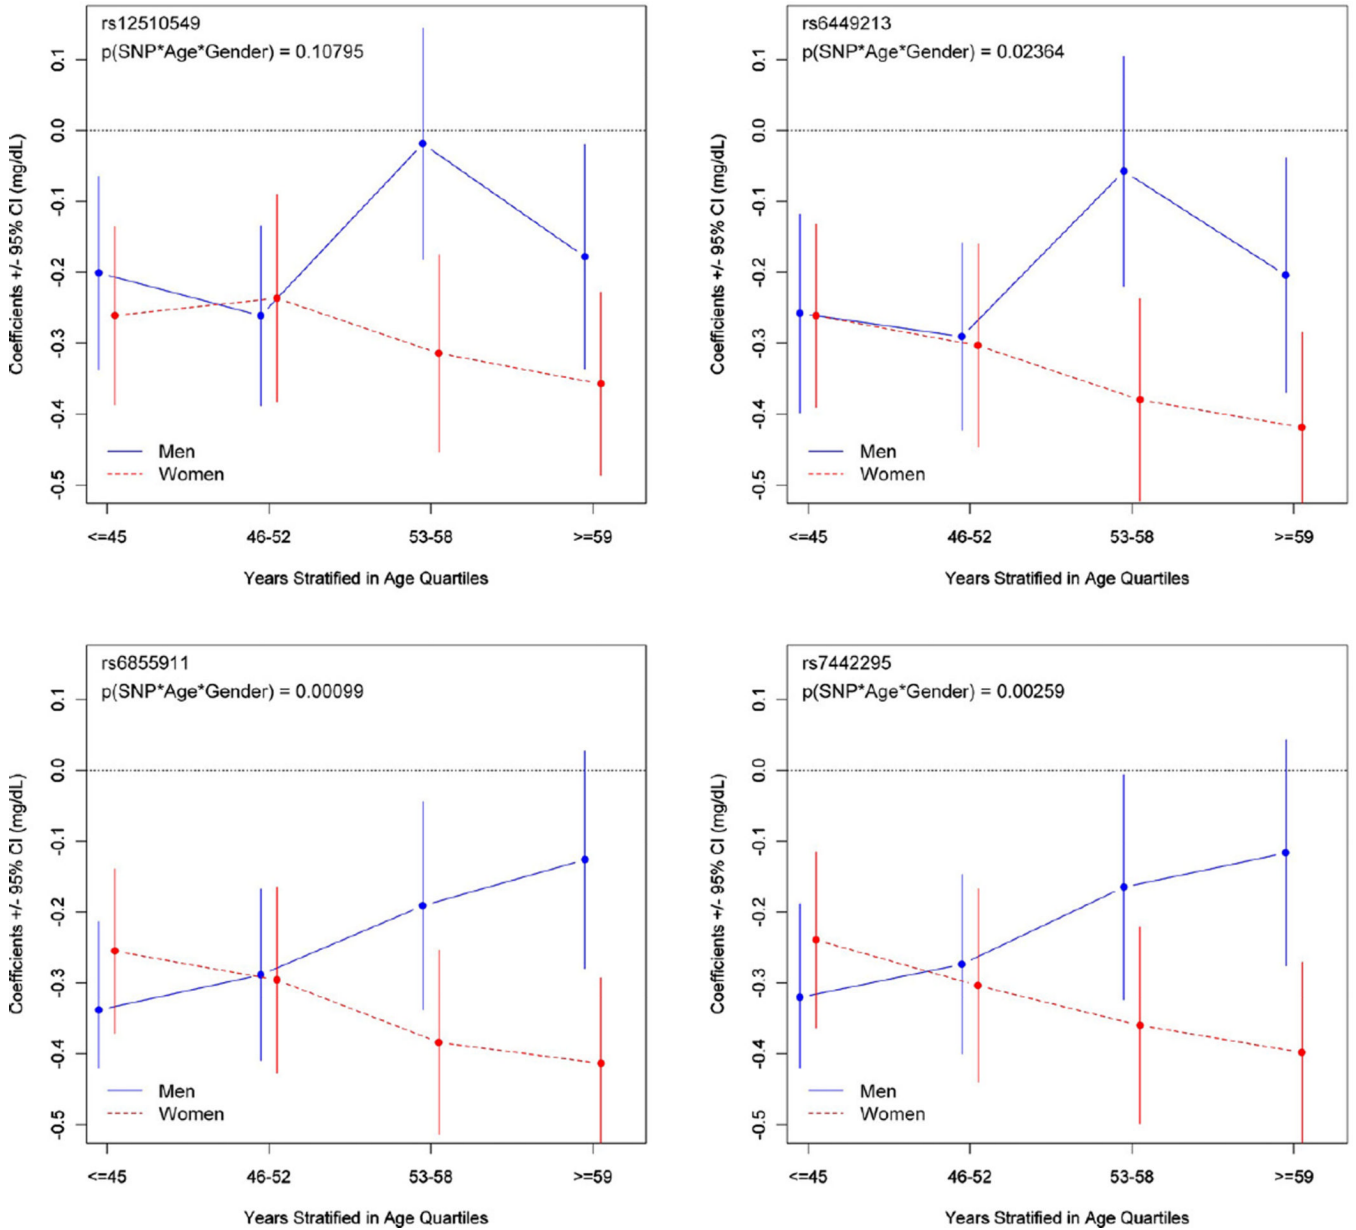 rs12510549
p(SNP*Age*Gender) = 0.10795
Coefficients +/- 95% CI (mg/dL)
0.1
0.0
-0.1
-0.2
-0.3
-0.4
-0.5
Men
Women
<=45
46-52
53-58
>=59
Years Stratified in Age Quartiles
rs6449213
p(SNP*Age*Gender) = 0.02364
Coefficients +/- 95% CI (mg/dL)
0.1
0.0
-0.1
-0.2
-0.3
-0.4
-0.5
Men
Women
<=45
46-52
53-58
>=59
Years Stratified in Age Quartiles
rs6855911
p(SNP*Age*Gender) = 0.00099
Coefficients +/- 95% CI (mg/dL)
0.1
0.0
-0.1
-0.2
-0.3
-0.4
-0.5
Men
Women
<=45
46-52
53-58
>=59
Years Stratified in Age Quartiles
rs7442295
p(SNP*Age*Gender) = 0.00259
Coefficients +/- 95% CI (mg/dL)
0.1
0.0
-0.1
-0.2
-0.3
-0.4
-0.5
Men
Women
<=45
46-52
53-58
>=59
Years Stratified in Age Quartiles